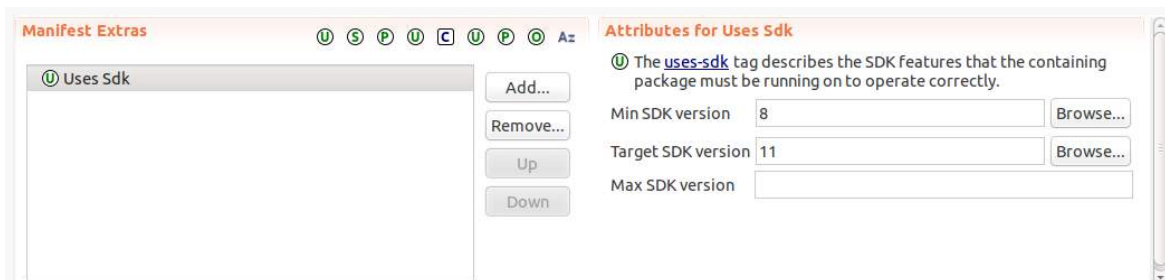 Manifest Extras
U S P U C U P O Az
U Uses Sdk
Add...
Remove...
Up
Down
Attributes for Uses Sdk
U The uses-sdk tag describes the SDK features that the containing
package must be running on to operate correctly.
Min SDK version 8 Browse...
Target SDK version 11 Browse...
Max SDK version